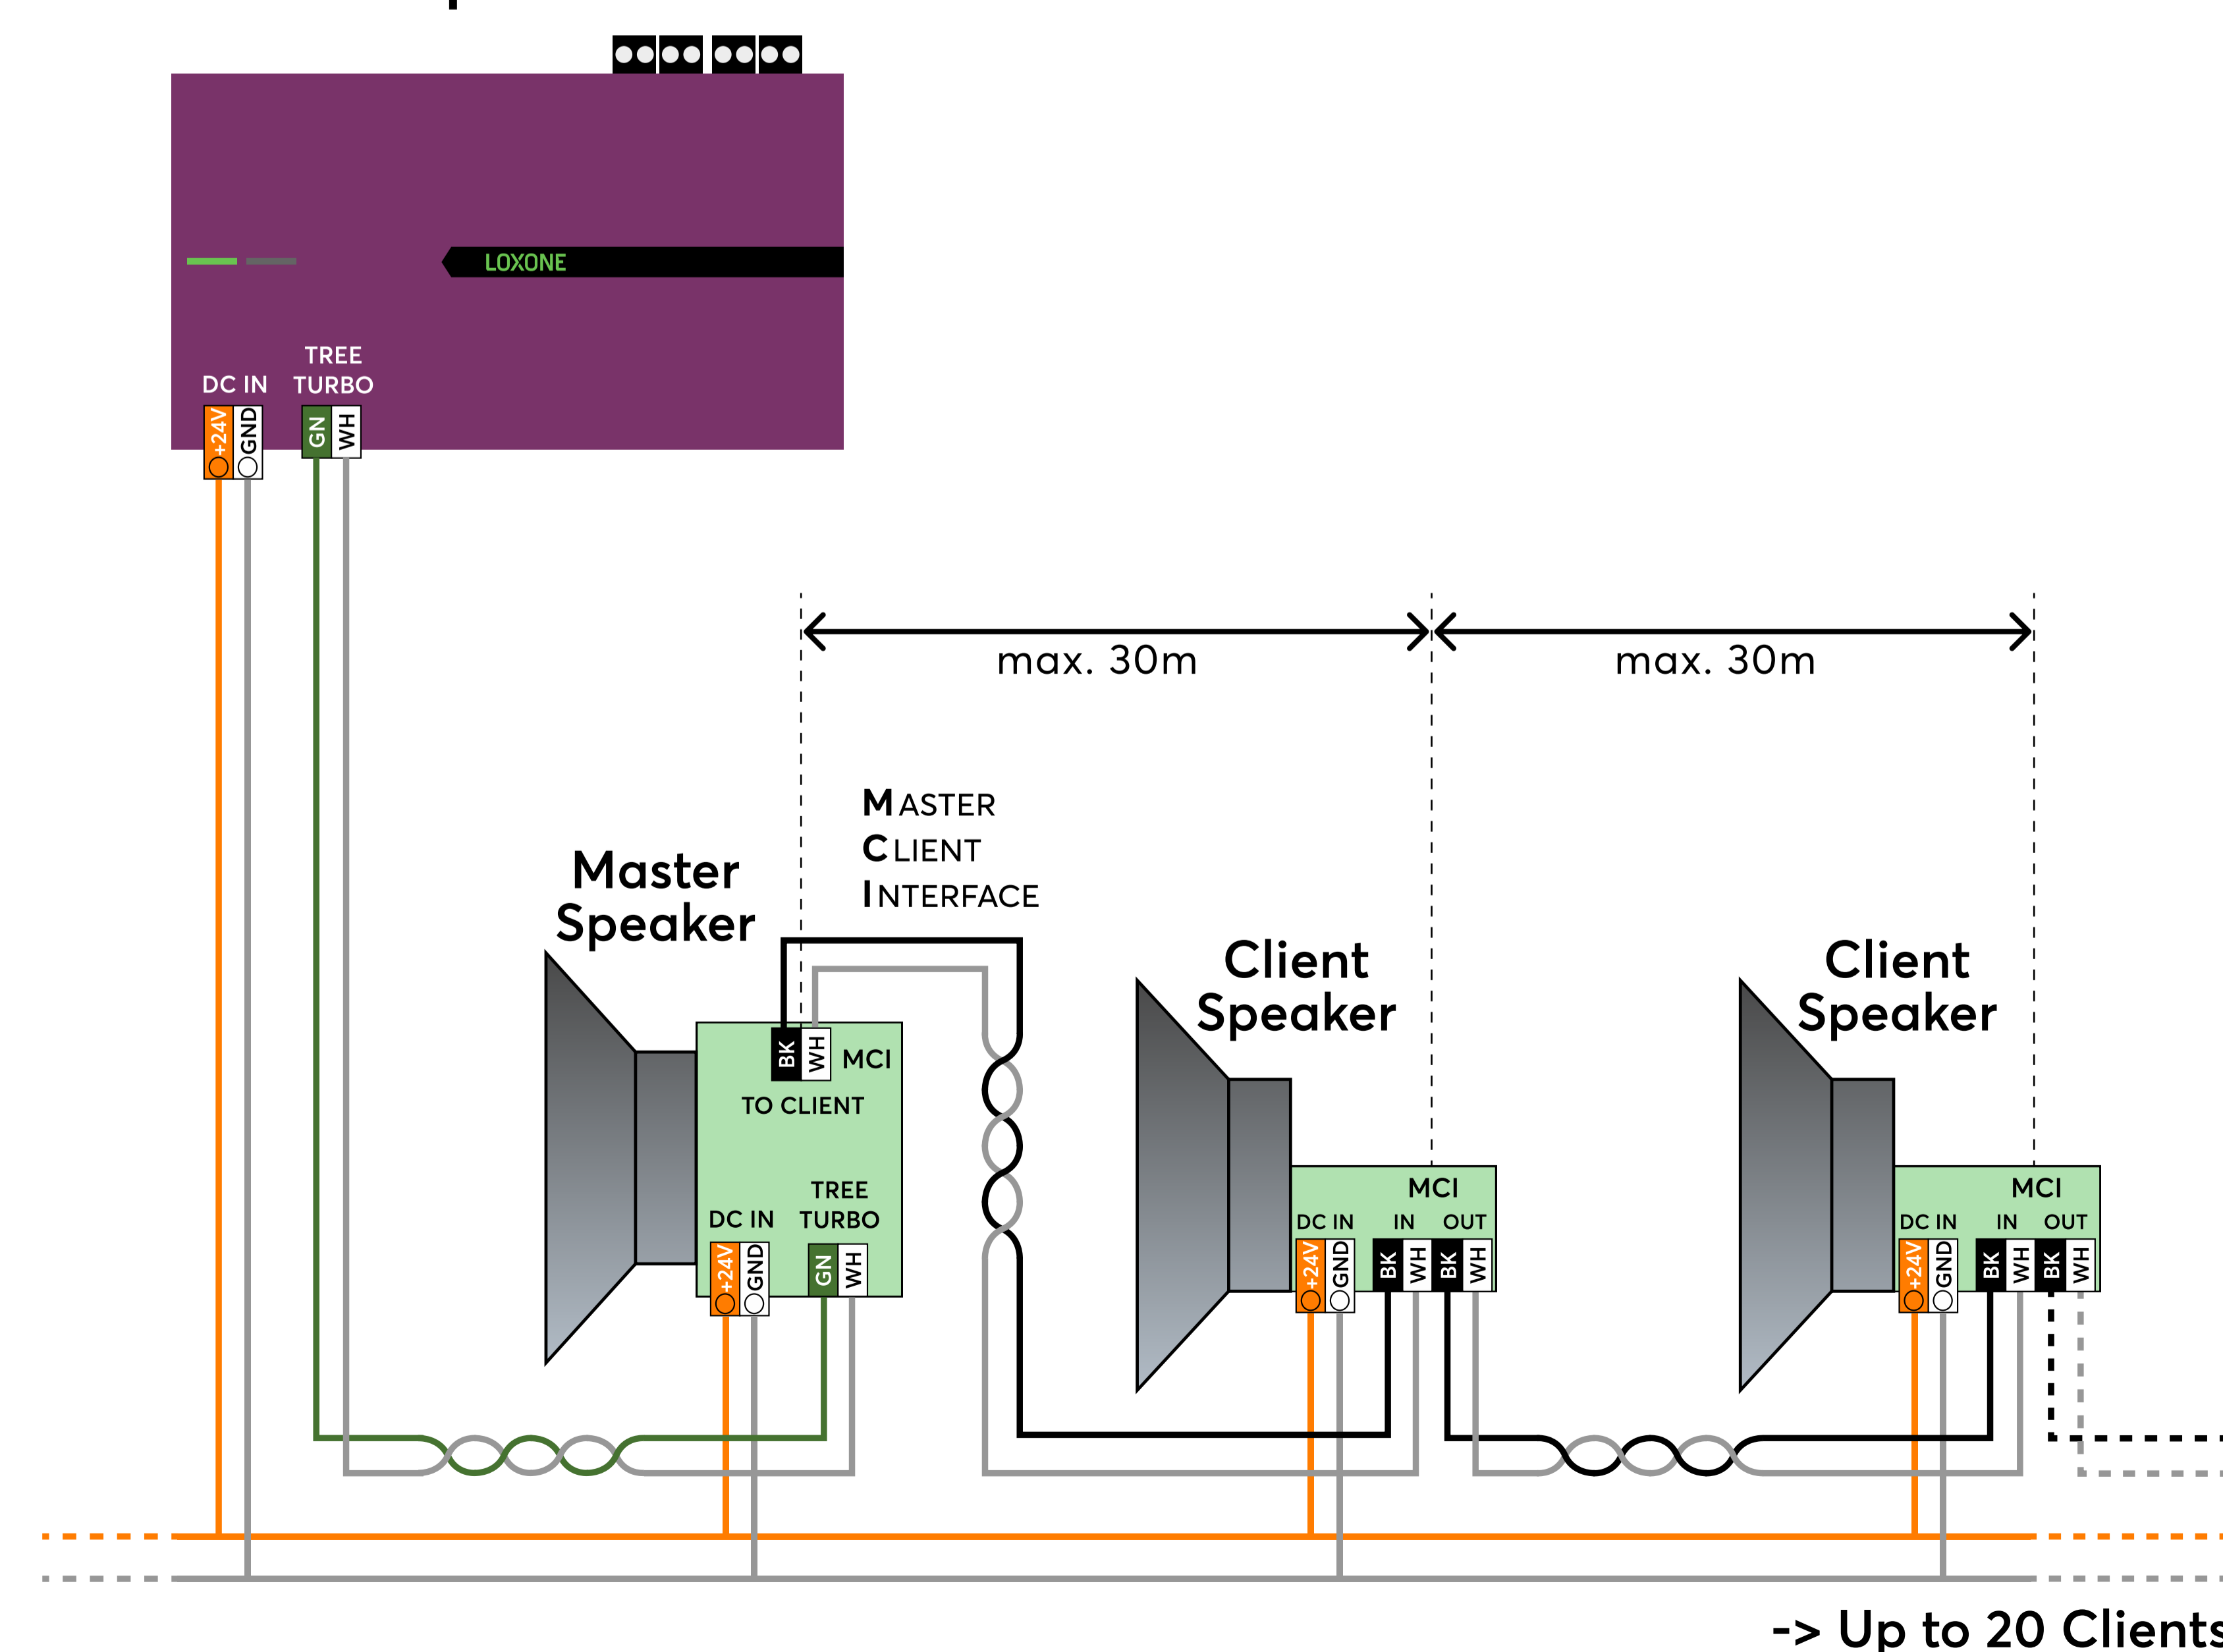 LOXONE
TREE
DC IN TURBO
+24V GND GN WH
max. 30m max. 30m
MASTER
CLIENT
INTERFACE
Master
Speaker
Client
Speaker
Client
Speaker
BK WH MCI
TO CLIENT
TREE
DC IN TURBO
+24V GND GN WH
MCI
DC IN IN OUT
+24V GND BK WH BK WH
MCI
DC IN IN OUT
+24V GND BK WH BK WH
-> Up to 20 Clients